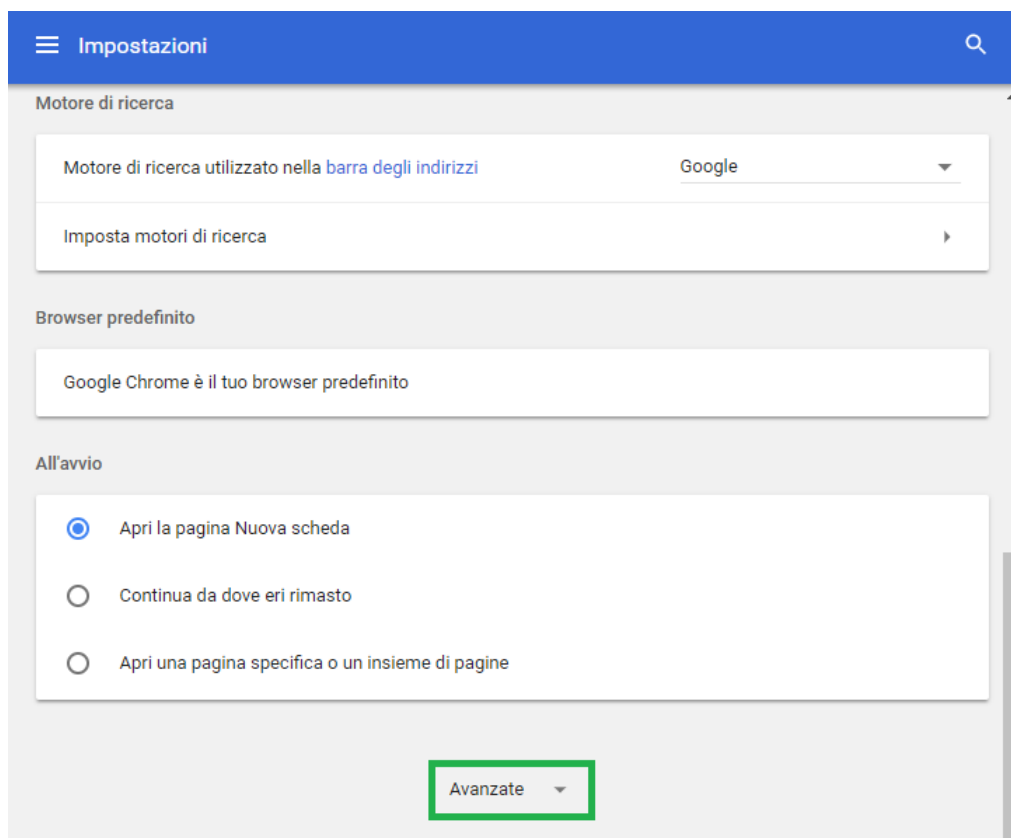 Impostazioni
Motore di ricerca
Motore di ricerca utilizzato nella barra degli indirizzi Google
Imposta motori di ricerca
Browser predefinito
Google Chrome è il tuo browser predefinito
All'avvio
Apri la pagina Nuova scheda
Continua da dove eri rimasto
Apri una pagina specifica o un insieme di pagine
Avanzate